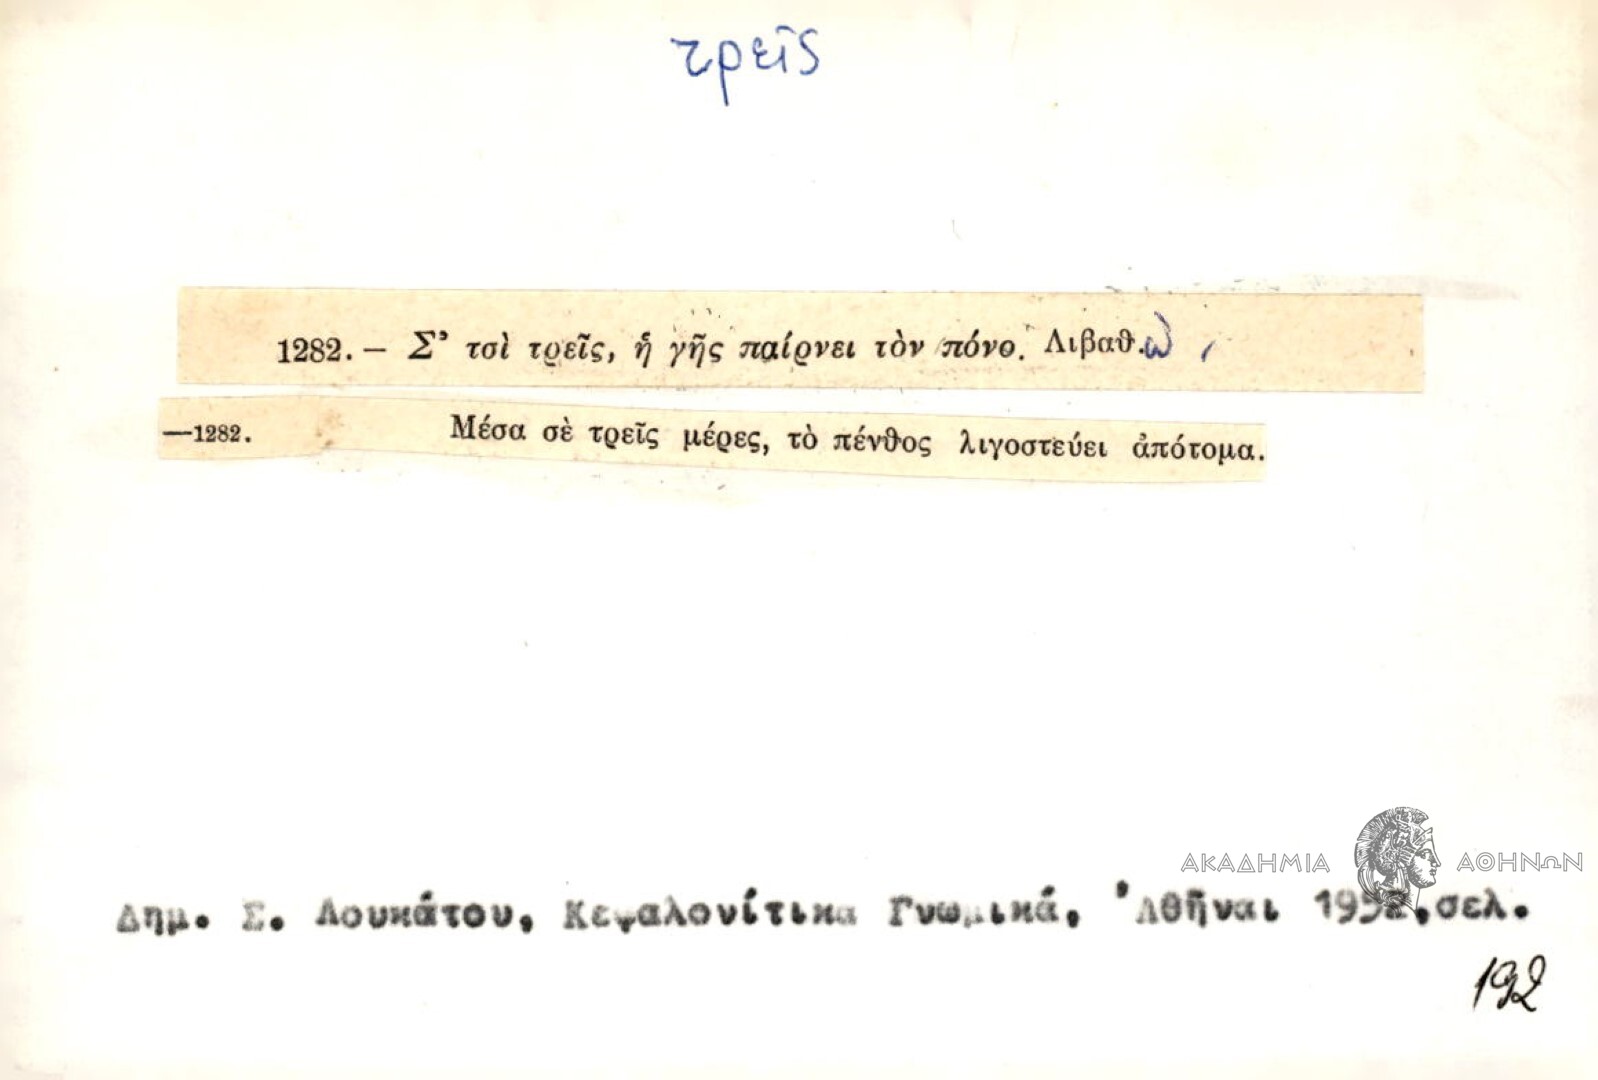 τρεῖς
1282. – Σ' τσὶ τρεῖς, ἡ γῆς παίρνει τὸν πόνο. Λιβαθ.ὼ
—1282. Μέσα σὲ τρεῖς μέρες, τὸ πένθος λιγοστεύει ἀπότομα.
ΑΚΑΔΗΜΙΑ ΑΘΗΝΩΝ
Δημ. Σ. Λουκάτου, Κεφαλονίτικα Γνωμικά, Ἀθῆναι 1952,σελ.
192